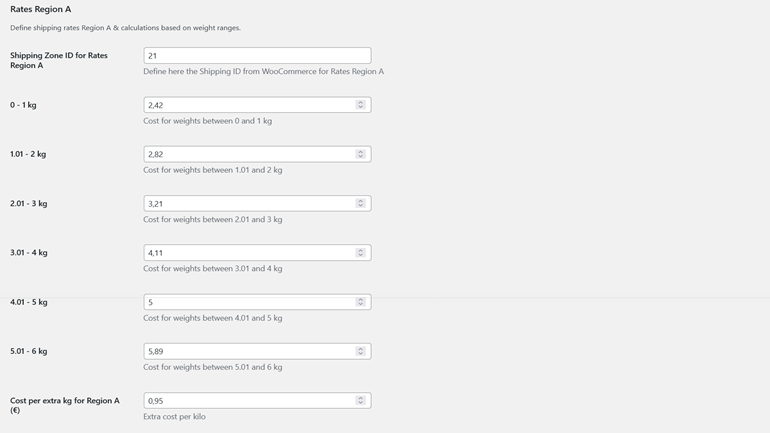 Rates Region A
Define shipping rates Region A & calculations based on weight ranges.
Shipping Zone ID for Rates
Region A
21
Define here the Shipping ID from WooCommerce for Rates Region A
0 - 1 kg
2,42
Cost for weights between 0 and 1 kg
1.01 - 2 kg
2,82
Cost for weights between 1.01 and 2 kg
2.01 - 3 kg
3,21
Cost for weights between 2.01 and 3 kg
3.01 - 4 kg
4,11
Cost for weights between 3.01 and 4 kg
4.01 - 5 kg
5
Cost for weights between 4.01 and 5 kg
5.01 - 6 kg
5,89
Cost for weights between 5.01 and 6 kg
Cost per extra kg for Region A
(€)
0,95
Extra cost per kilo